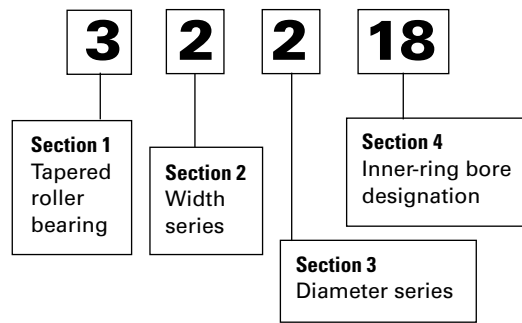 3 2 2 18
Section 1
Tapered
roller
bearing
Section 2
Width
series
Section 3
Diameter series
Section 4
Inner-ring bore
designation